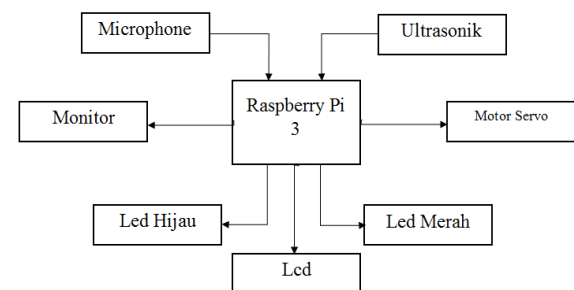 Microphone
Ultrasonik
Raspberry Pi
3
Monitor
Motor Servo
Led Hijau
Led Merah
Lcd